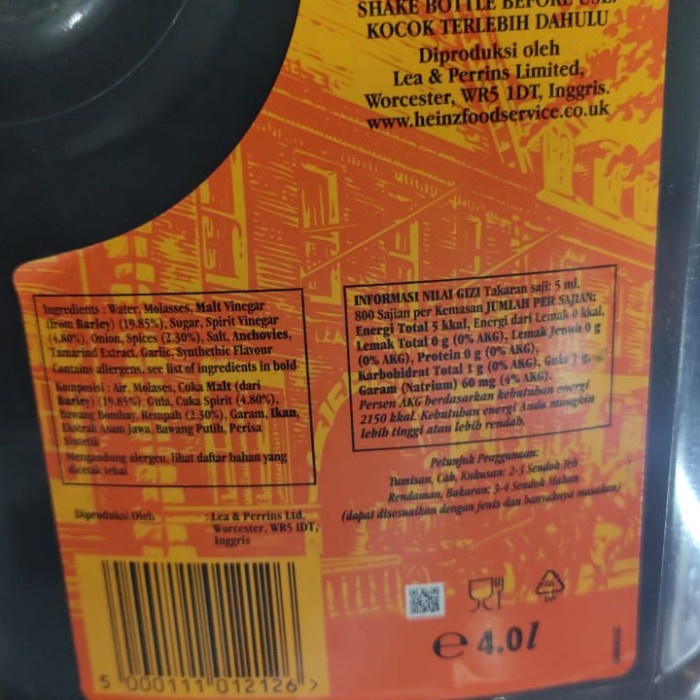 SHAKE BOTTLE BEFORE USE.
KOCOK TERLEBIH DAHULU
Diproduksi oleh
Lea & Perrins Limited,
Worcester, WR5 1DT, Inggris.
www.heinzfoodservice.co.uk
Ingredients : Water, Molasses, Malt Vinegar
(from Barley) (19.85%), Sugar, Spirit Vinegar
(4.80%), Onion, Spices (2.30%), Salt, Anchovies,
Tamarind Extract, Garlic, Synthethic Flavour
Contains allergens, see list of ingredients in bold
Komposisi : Air, Molases, Cuka Malt (dari
Barley) (19.85%), Gula, Cuka Spirit (4.80%),
Bawang Bombay, Rempah (2.30%), Garam, Ikan,
Ekstrak Asam Jawa, Bawang Putih, Perisa
Sintetik
Mengandung alergen, lihat daftar bahan yang
dicetak tebal
Diproduksi Oleh : Lea & Perrins Ltd.
Worcester, WR5 1DT,
Inggris
INFORMASI NILAI GIZI Takaran saji: 5 ml.
800 Sajian per Kemasan JUMLAH PER SAJIAN:
Energi Total 5 kkal, Energi dari Lemak 0 kkal,
Lemak Total 0 g (0% AKG), Lemak Jenuh 0 g
(0% AKG), Protein 0 g (0% AKG),
Karbohidrat Total 1 g (0% AKG), Gula 1 g,
Garam (Natrium) 60 mg (4% AKG).
Persen AKG berdasarkan kebutuhan energi
2150 kkal. Kebutuhan energi Anda mungkin
lebih tinggi atau lebih rendah.
Petunjuk Penggunaan:
Tumisan, Cah, Kukusan: 2-3 Sendok Teh
Rendaman, Bakaran: 3-4 Sendok Makan
(dapat disesuaikan dengan jenis dan banyaknya masakan)
5 000111 012126 >
e 4.0l